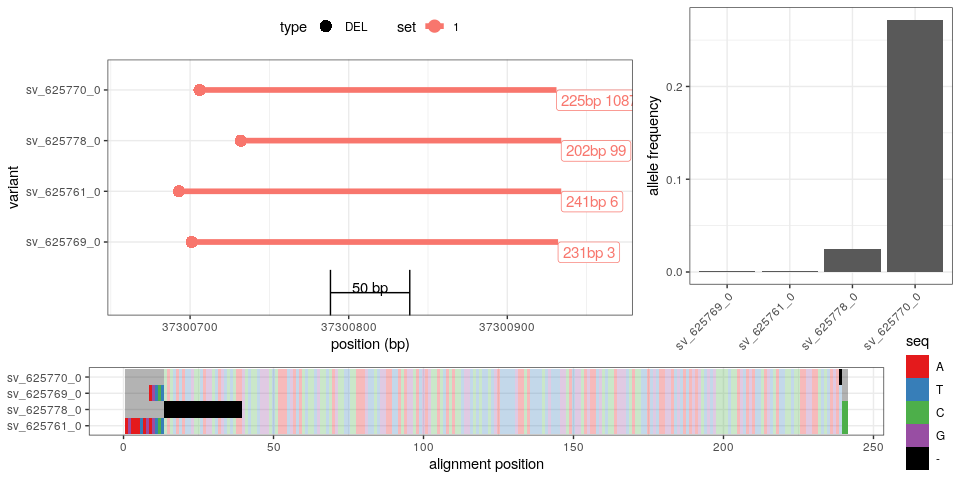 type DEL set 1
variant
sv_625770_0
sv_625778_0
sv_625761_0
sv_625769_0
225bp 1087
202bp 99
241bp 6
231bp 3
50 bp
37300700 37300800 37300900
position (bp)
allele frequency
0.2
0.1
0.0
sv_625769_0 sv_625761_0 sv_625778_0 sv_625770_0
sv_625770_0
sv_625769_0
sv_625778_0
sv_625761_0
0 50 100 150 200 250
alignment position
seq
A
T
C
G
-